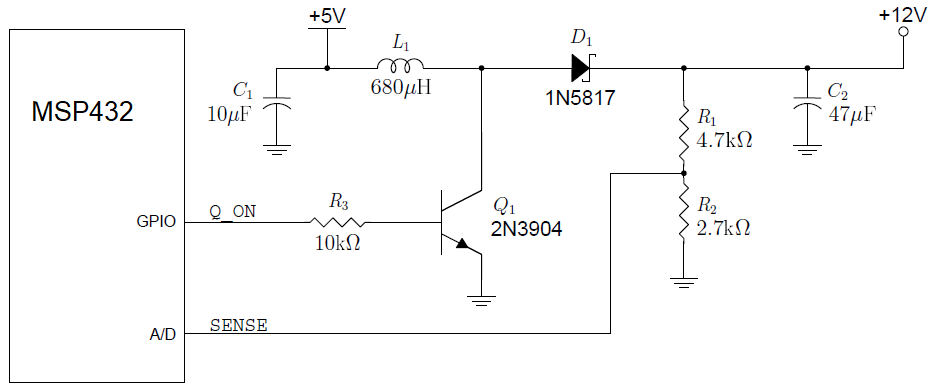 +5V
+12V
L₁
D₁
680μH
1N5817
C₁
10μF
MSP432
C₂
47μF
R₁
4.7kΩ
GPIO
Q_ON
R₃
10kΩ
Q₁
2N3904
R₂
2.7kΩ
A/D
SENSE